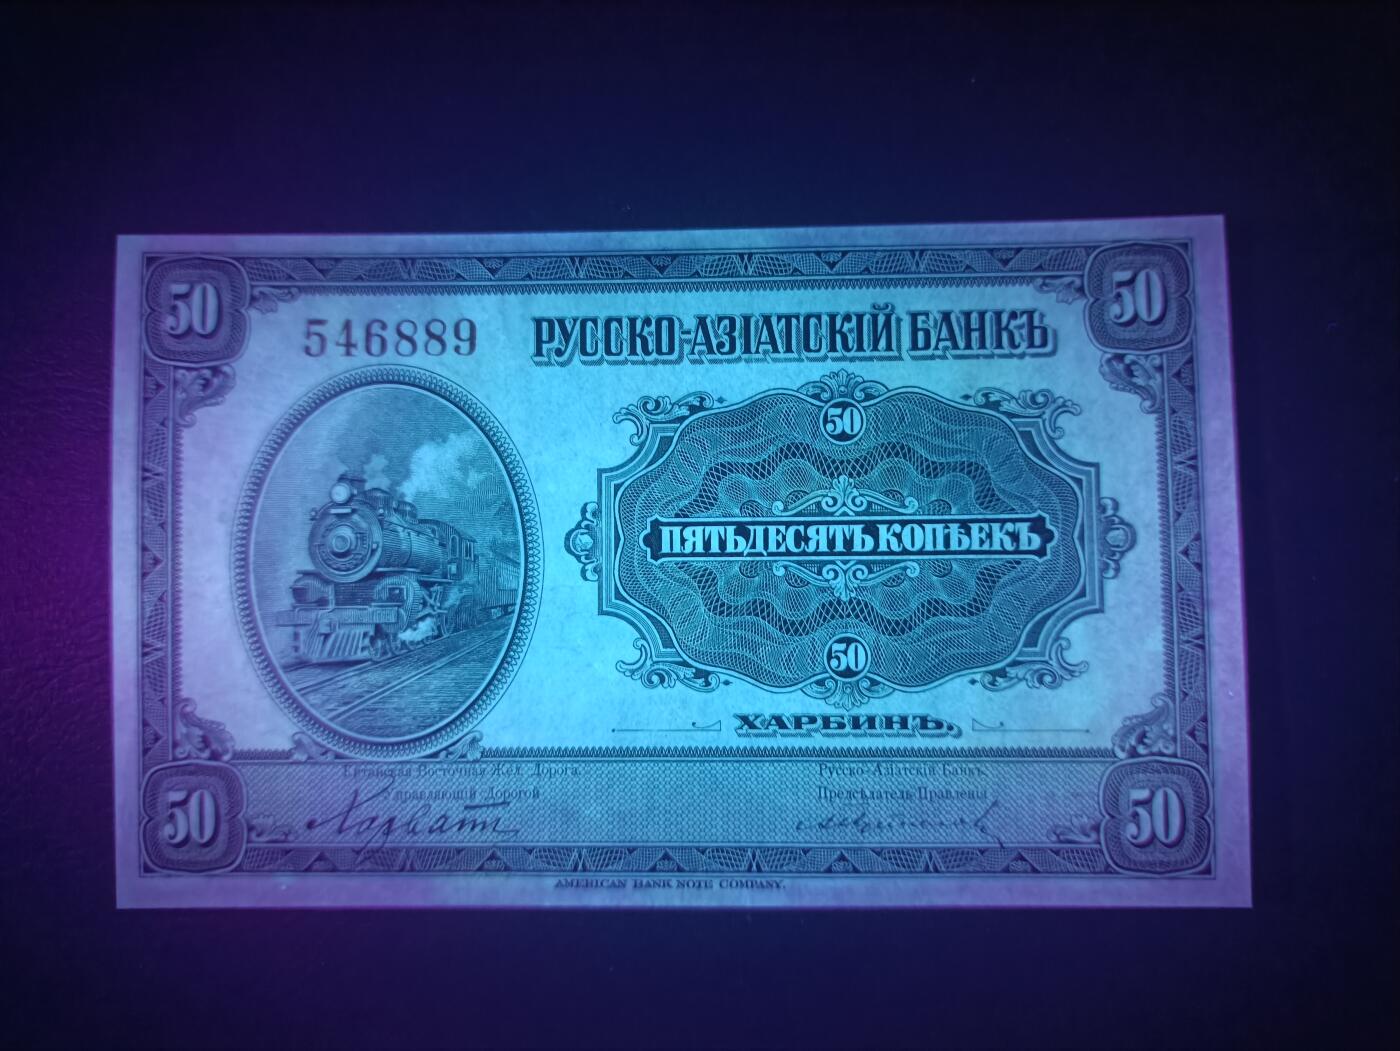 50
50
546889
РУССКО-АЗІАТСКІЙ БАНКЪ
50
ПЯТЬДЕСЯТЪ КОПѢЕКЪ
50
ХАРБИНЪ.
Китайская Восточная Жел. Дорога.
Русско-Азіатскій Банкъ.
Управляющій Дорогой
Предсѣдатель Правленія
50
50
AMERICAN BANK NOTE COMPANY.